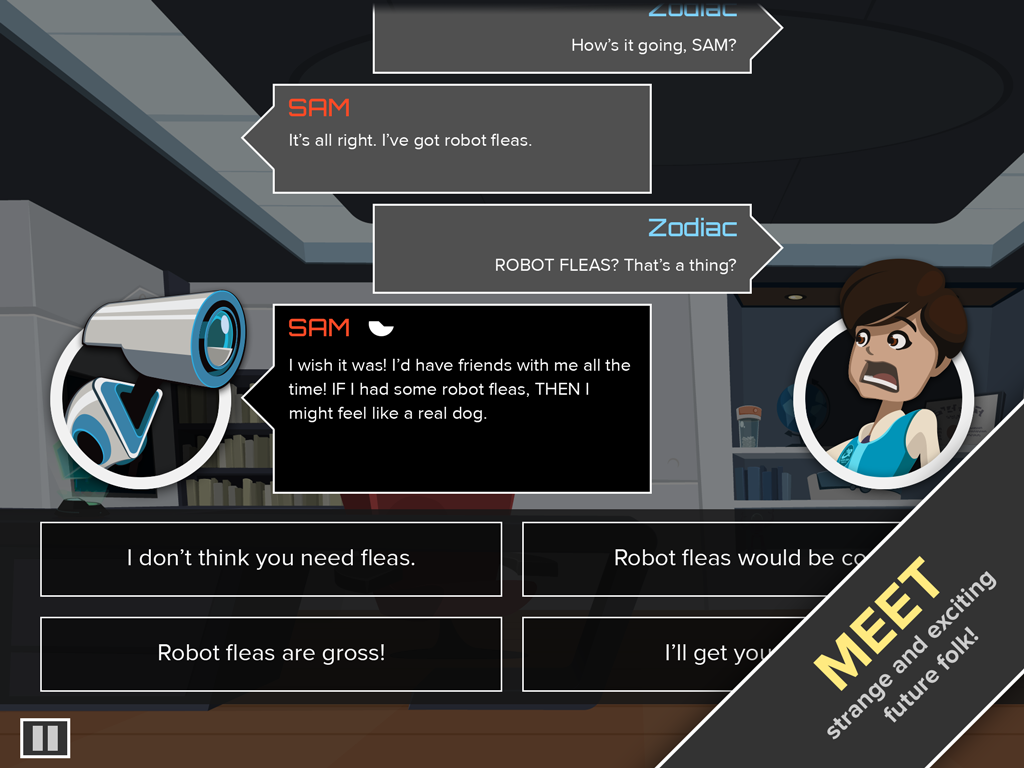 Zodiac
How's it going, SAM?
SAM
It's all right. I've got robot fleas.
Zodiac
ROBOT FLEAS? That's a thing?
SAM
I wish it was! I'd have friends with me all the
time! IF I had some robot fleas, THEN I
might feel like a real dog.
I don't think you need fleas.
Robot fleas would be
Robot fleas are gross!
I'll get
MEET
strange and exciting
future folk!